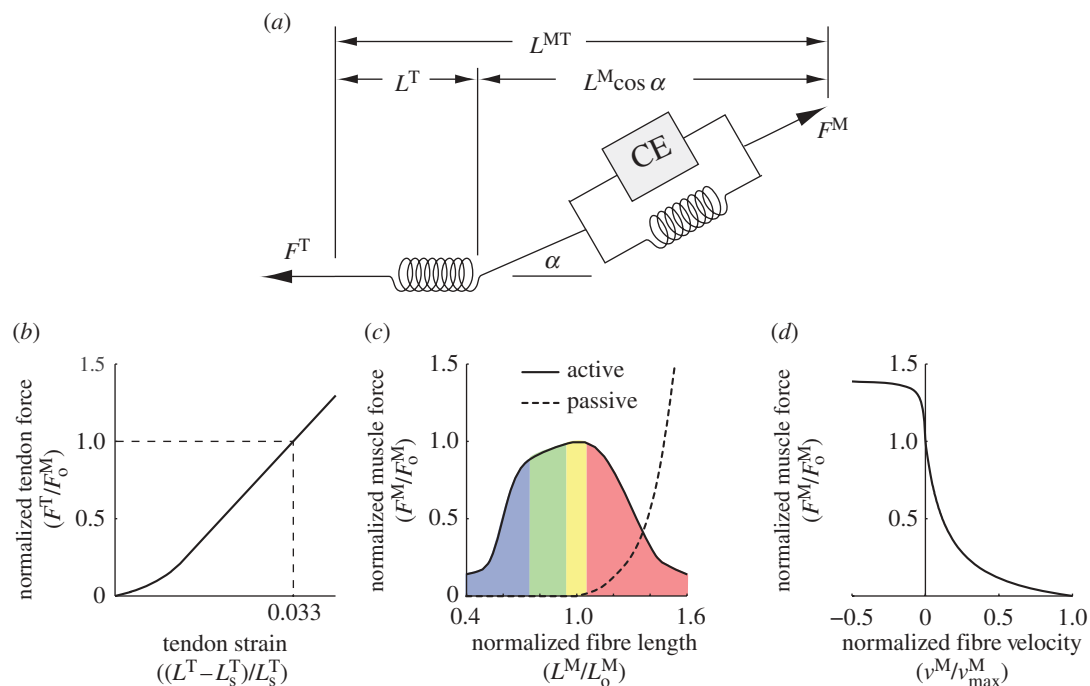 (a)
L^MT
L^T
L^M cos α
F^M
CE
F^T
α
(b)
normalized tendon force
(F^T/F_o^M)
1.5
1.0
0.5
0
0.033
tendon strain
((L^T – L_s^T)/L_s^T)
(c)
normalized muscle force
(F^M/F_o^M)
1.5
1.0
0.5
0
active
passive
0.4
1.0
1.6
normalized fibre length
(L^M/L_o^M)
(d)
normalized muscle force
(F^M/F_o^M)
1.5
1.0
0.5
0
–0.5
0
0.5
1.0
normalized fibre velocity
(v^M/v_max^M)